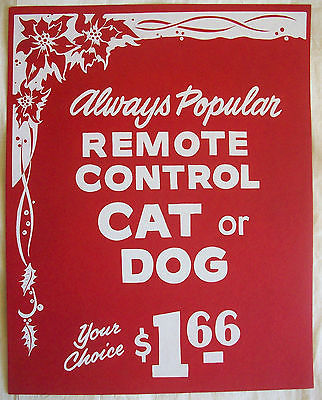 Always Popular
REMOTE
CONTROL
CAT or
DOG
Your
Choice $1 66